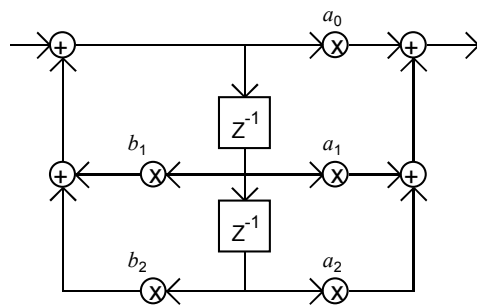 a₀
+ x +
Z⁻¹
b₁ a₁
+ x x +
Z⁻¹
b₂ a₂
x x